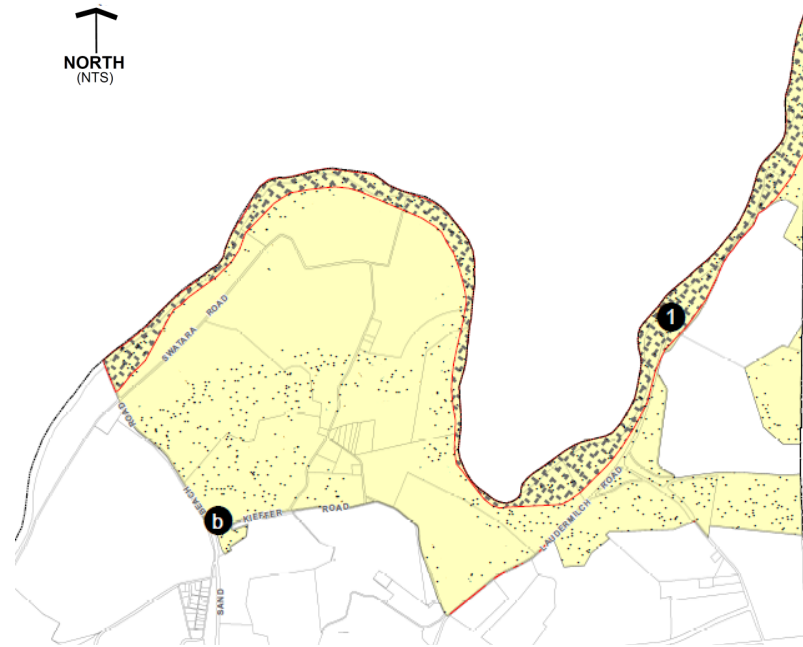 NORTH
(NTS)
1
SWATARA ROAD
ROAD
BEACH
b
KIEFFER ROAD
LAUDERMILCH ROAD
SAND